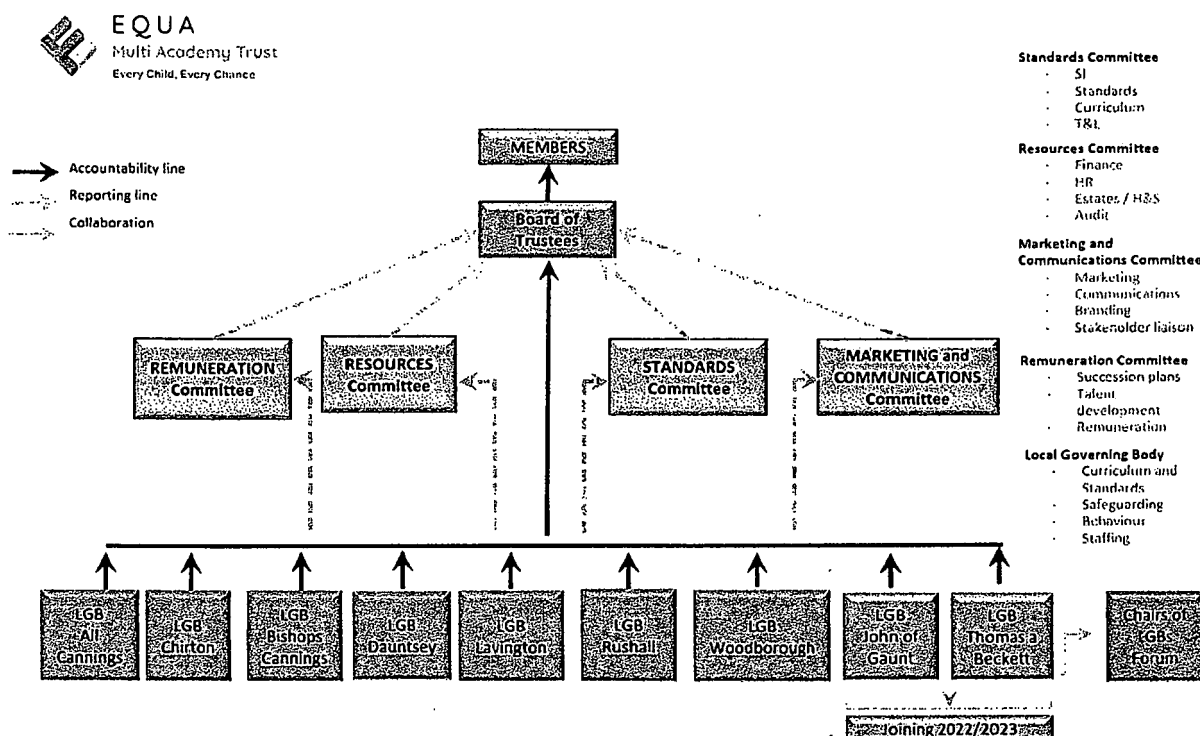 EQUA
Multi Academy Trust
Every Child, Every Chance
Accountability line
Reporting line
Collaboration
MEMBERS
Board of
Trustees
REMUNERATION
Committee
RESOURCES
Committee
STANDARDS
Committee
MARKETING and
COMMUNICATIONS
Committee
LGB
All
Cannings
LGB
Chirton
LGB
Bishops
Cannings
LGB
Dauntsey
LGB
Lavington
LGB
Rushall
LGB
Woodborough
LGB
John of
Gaunt
LGB
Thomas a
Beckett
Chairs of
LGBs
Forum
Joining 2022/2023
Standards Committee
· SI
· Standards
· Curriculum
· T&L
Resources Committee
· Finance
· HR
· Estates / H&S
· Audit
Marketing and
Communications Committee
· Marketing
· Communications
· Branding
· Stakeholder liaison
Remuneration Committee
· Succession plans
· Talent
development
· Remuneration
Local Governing Body
· Curriculum and
Standards
· Safeguarding
· Behaviour
· Staffing